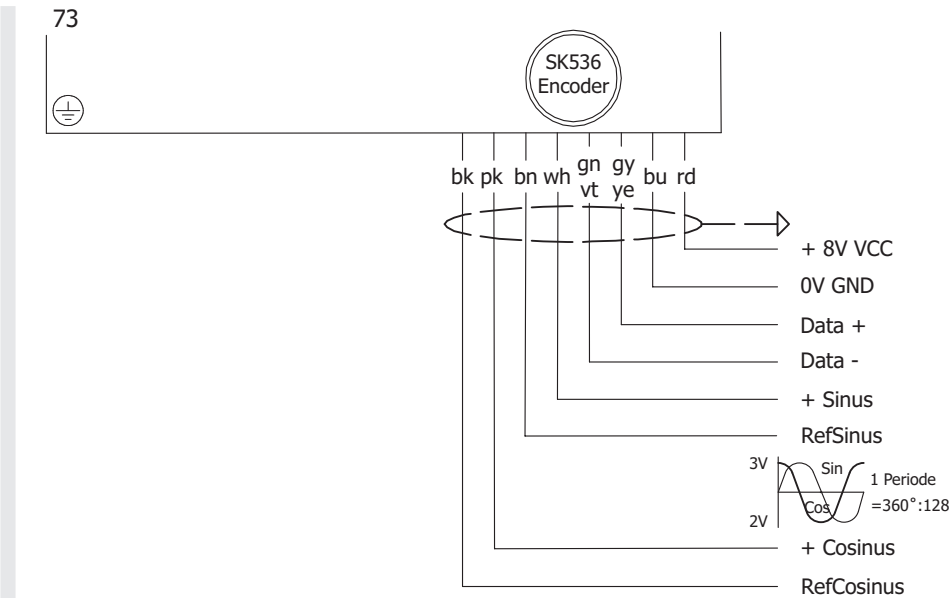 73
SK536
Encoder
bk pk bn wh gn gy bu rd
vt ye
+ 8V VCC
0V GND
Data +
Data -
+ Sinus
RefSinus
3V
Sin
1 Periode
Cos
=360°:128
2V
+ Cosinus
RefCosinus